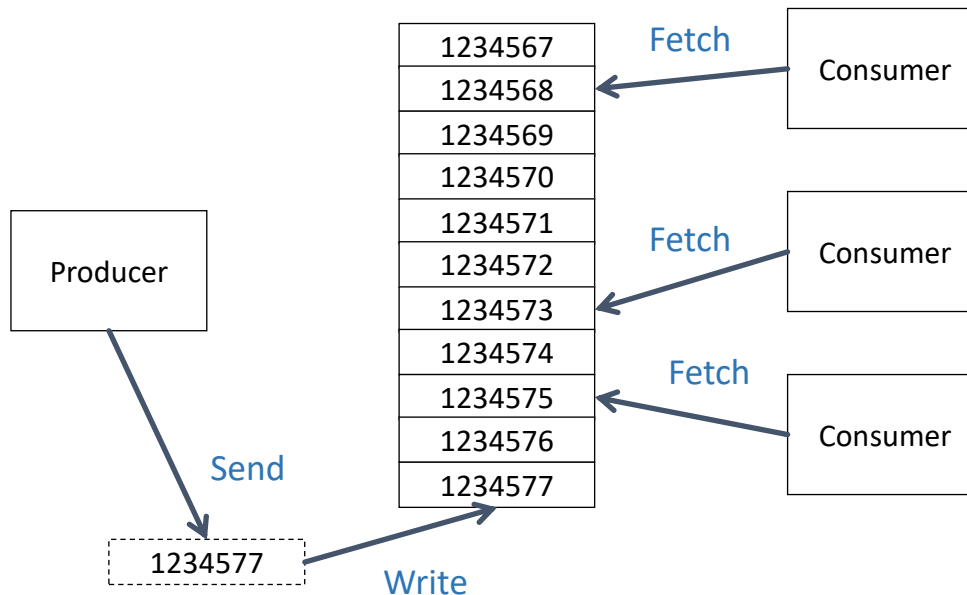 1234567
1234568
1234569
1234570
1234571
1234572
1234573
1234574
1234575
1234576
1234577
Fetch
Consumer
Fetch
Consumer
Fetch
Consumer
Producer
Send
1234577
Write